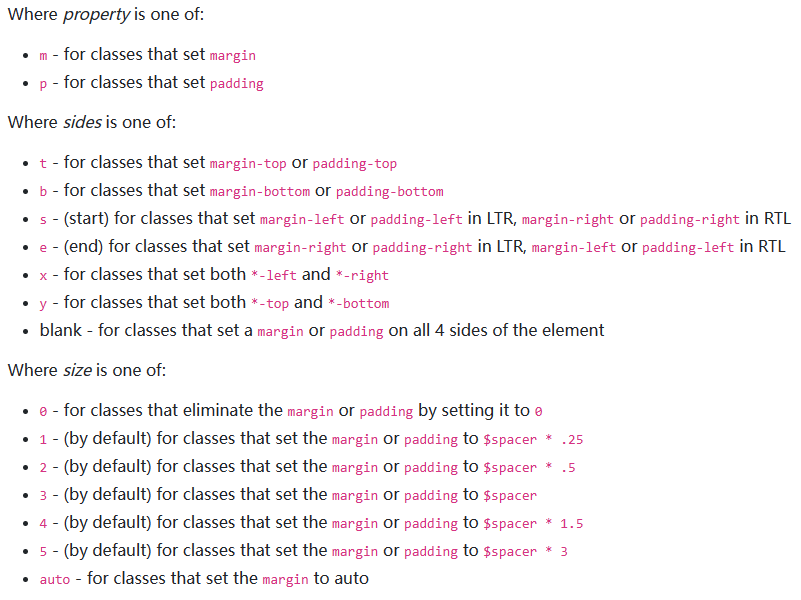 Where property is one of:
m - for classes that set margin
p - for classes that set padding
Where sides is one of:
t - for classes that set margin-top or padding-top
b - for classes that set margin-bottom or padding-bottom
s - (start) for classes that set margin-left or padding-left in LTR, margin-right or padding-right in RTL
e - (end) for classes that set margin-right or padding-right in LTR, margin-left or padding-left in RTL
x - for classes that set both *-left and *-right
y - for classes that set both *-top and *-bottom
blank - for classes that set a margin or padding on all 4 sides of the element
Where size is one of:
0 - for classes that eliminate the margin or padding by setting it to 0
1 - (by default) for classes that set the margin or padding to $spacer * .25
2 - (by default) for classes that set the margin or padding to $spacer * .5
3 - (by default) for classes that set the margin or padding to $spacer
4 - (by default) for classes that set the margin or padding to $spacer * 1.5
5 - (by default) for classes that set the margin or padding to $spacer * 3
auto - for classes that set the margin to auto